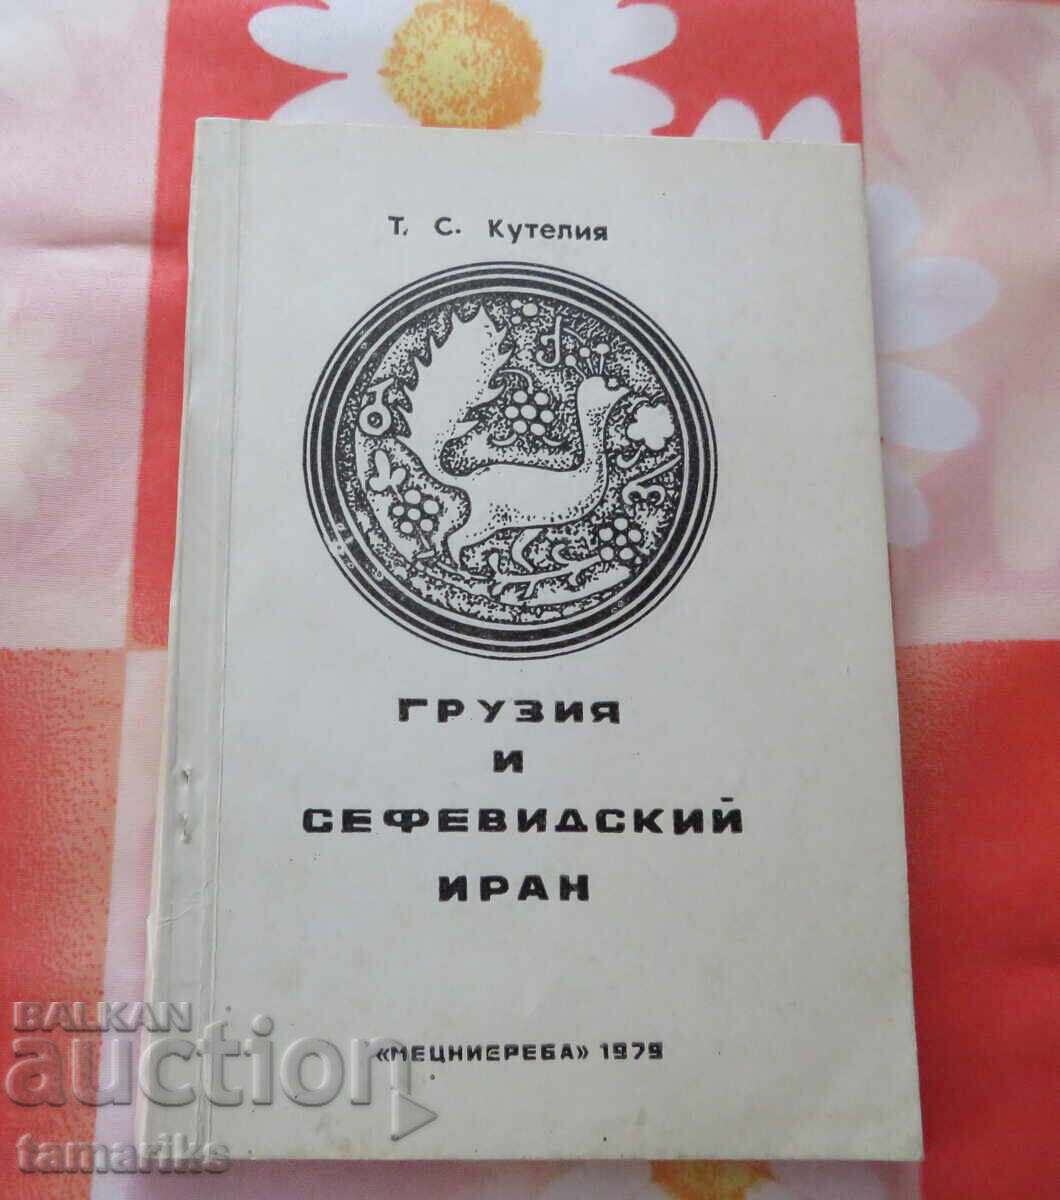 Т. С. Кутелия
ГРУЗИЯ
И
СЕФЕВИДСКИЙ
ИРАН
«МЕЦНИЕРЕБА» 1979
BALKAN
auction
tamariks